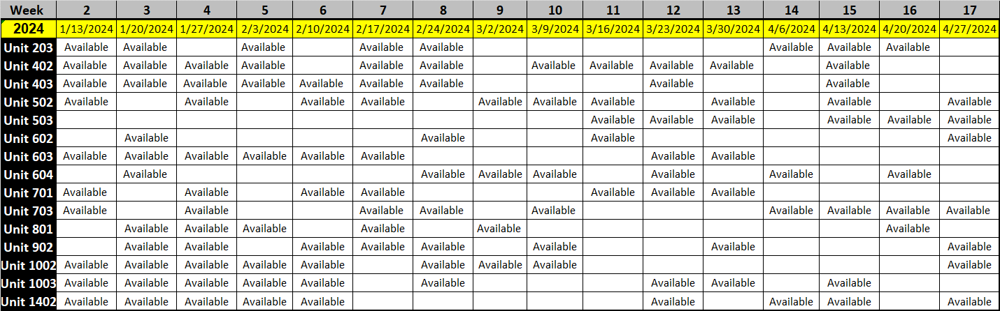 Week 2 3 4 5 6 7 8 9 10 11 12 13 14 15 16 17
2024 1/13/2024 1/20/2024 1/27/2024 2/3/2024 2/10/2024 2/17/2024 2/24/2024 3/2/2024 3/9/2024 3/16/2024 3/23/2024 3/30/2024 4/6/2024 4/13/2024 4/20/2024 4/27/2024
Unit 203 Available Available Available Available Available Available Available Available
Unit 402 Available Available Available Available Available Available Available Available Available Available Available
Unit 403 Available Available Available Available Available Available Available Available Available
Unit 502 Available Available Available Available Available Available Available Available Available Available
Unit 503 Available Available Available Available Available Available
Unit 602 Available Available Available Available
Unit 603 Available Available Available Available Available Available Available Available
Unit 604 Available Available Available Available Available Available Available
Unit 701 Available Available Available Available Available Available Available
Unit 703 Available Available Available Available Available Available Available Available Available
Unit 801 Available Available Available Available Available Available
Unit 902 Available Available Available Available Available Available Available Available
Unit 1002 Available Available Available Available Available Available Available Available Available
Unit 1003 Available Available Available Available Available Available Available Available Available
Unit 1402 Available Available Available Available Available Available Available Available Available